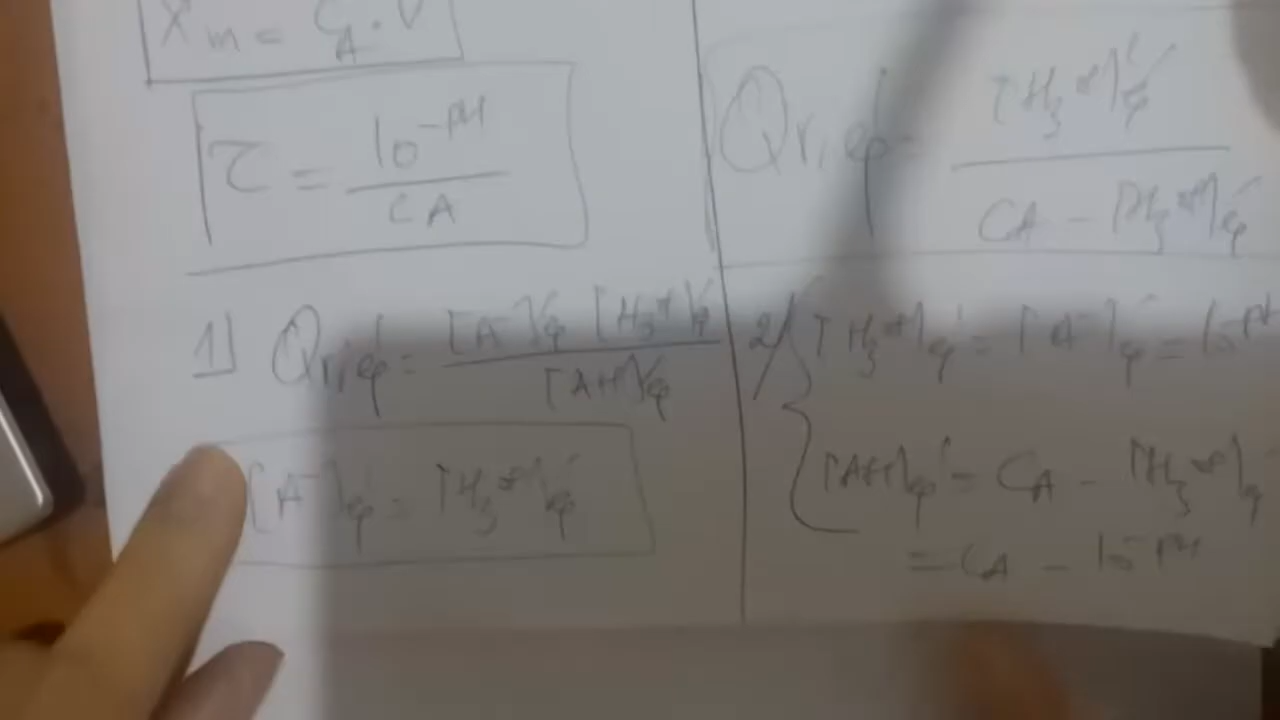 Xm = CA . V
τ = 10^-PH / CA
1) Qr,éq = [A-]éq [H3O+]éq / [AH]éq
[A-]éq = [H3O+]éq
Qr,éq = [H3O+]²éq / CA - [H3O+]éq
2/ [H3O+]éq = [A-]éq = 10^-PH
[AH]éq = CA - [H3O+]éq
= CA - 10^-PH